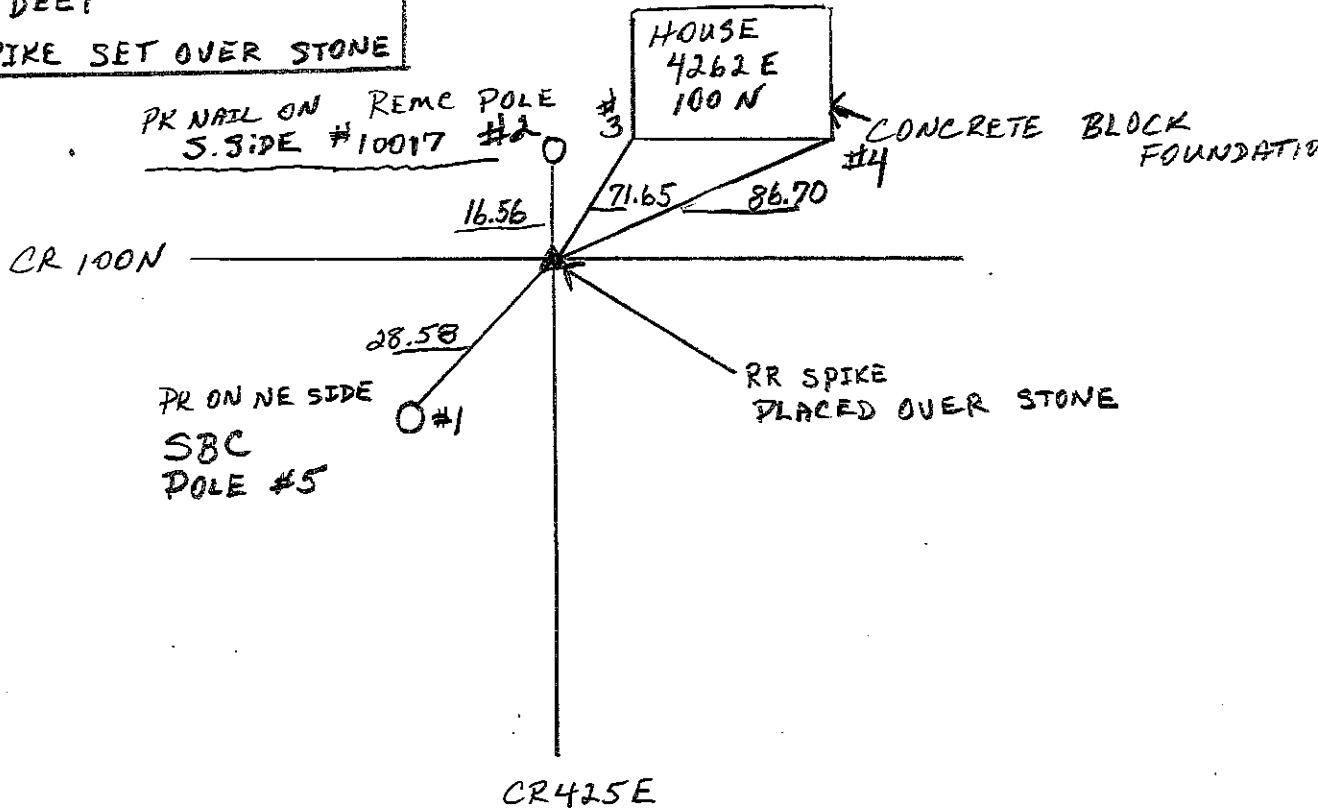 DEEP
SPIKE SET OVER STONE
HOUSE
4262 E
100 N
PK NAIL ON REMC POLE
S. SIDE #10017 #2
#3
CONCRETE BLOCK
FOUNDATIO
#4
16.56
71.65
86.70
CR 100N
28.58
RR SPIKE
PLACED OVER STONE
PK ON NE SIDE
SBC
POLE #5
#1
CR425E